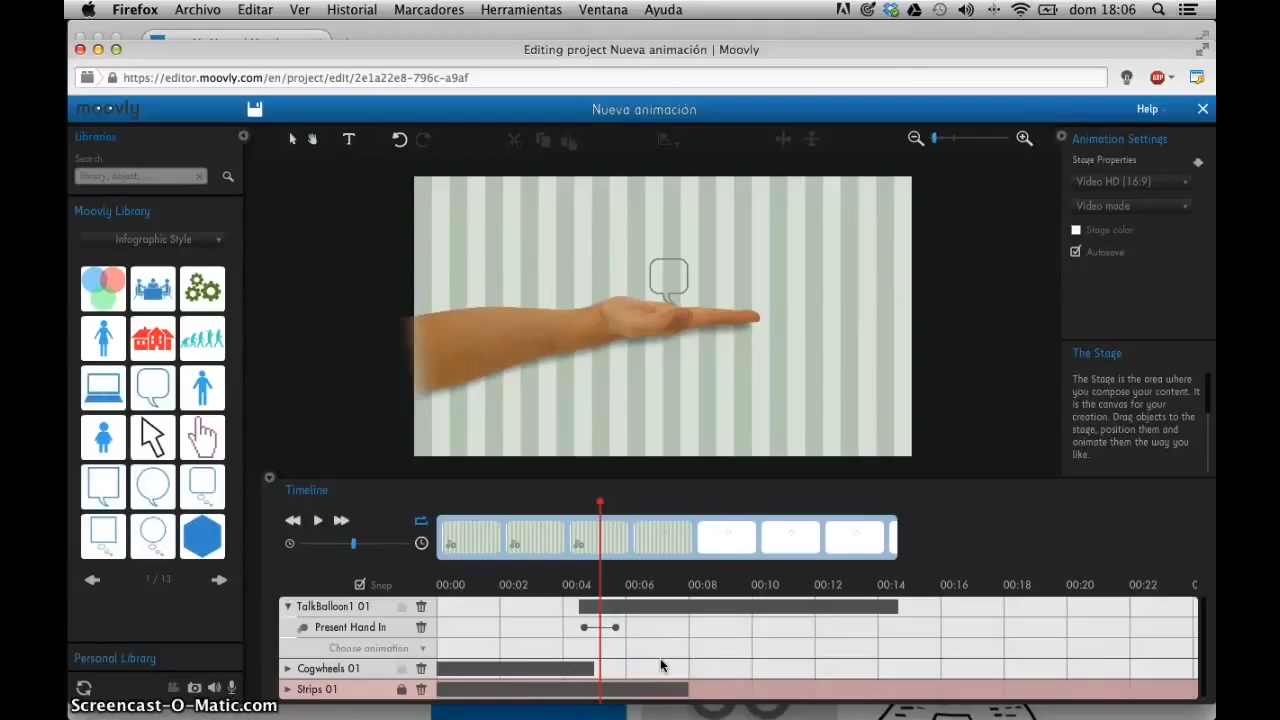 Firefox Archivo Editar Ver Historial Marcadores Herramientas Ventana Ayuda dom 18:06
Editing project Nueva animación | Moovly
https://editor.moovly.com/en/project/edit/2e1a22e8-796c-a9af
ABP
moovly Nueva animación Help
Libraries
Search
library, object, ...
Moovly Library
Infographic Style
1 / 13
Personal Library
T
Animation Settings
Stage Properties
Video HD (16:9)
Video mode
Stage color
Autosave
The Stage
The Stage is the area where
you compose your content. It
is the canvas for your
creation. Drag objects to the
stage, position them and
animate them the way you
like.
Timeline
Snap 00:00 00:02 00:04 00:06 00:08 00:10 00:12 00:14 00:16 00:18 00:20 00:22
TalkBalloon1 01
Present Hand In
Choose animation
Cogwheels 01
Strips 01
Screencast-O-Matic.com